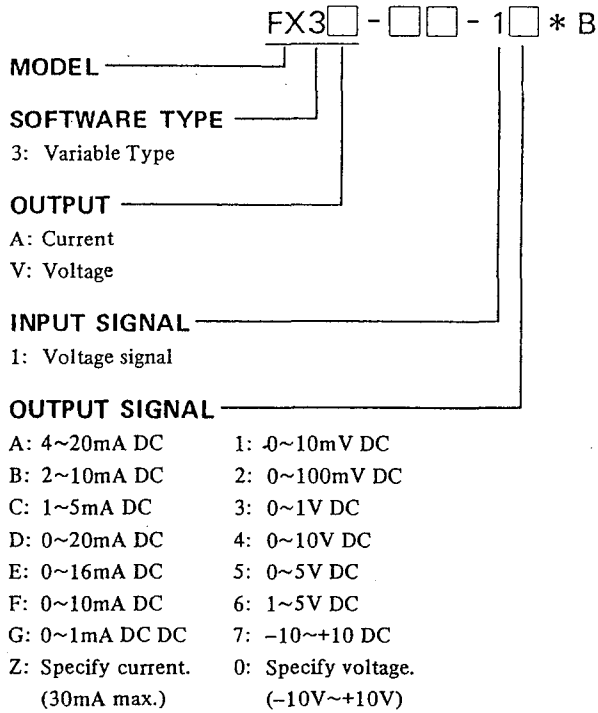 FX3□-□□-1□*B
MODEL
SOFTWARE TYPE
3: Variable Type
OUTPUT
A: Current
V: Voltage
INPUT SIGNAL
1: Voltage signal
OUTPUT SIGNAL
A: 4~20mA DC 1: 0~10mV DC
B: 2~10mA DC 2: 0~100mV DC
C: 1~5mA DC 3: 0~1V DC
D: 0~20mA DC 4: 0~10V DC
E: 0~16mA DC 5: 0~5V DC
F: 0~10mA DC 6: 1~5V DC
G: 0~1mA DC DC 7: -10~+10 DC
Z: Specify current. 0: Specify voltage.
(30mA max.) (-10V~+10V)